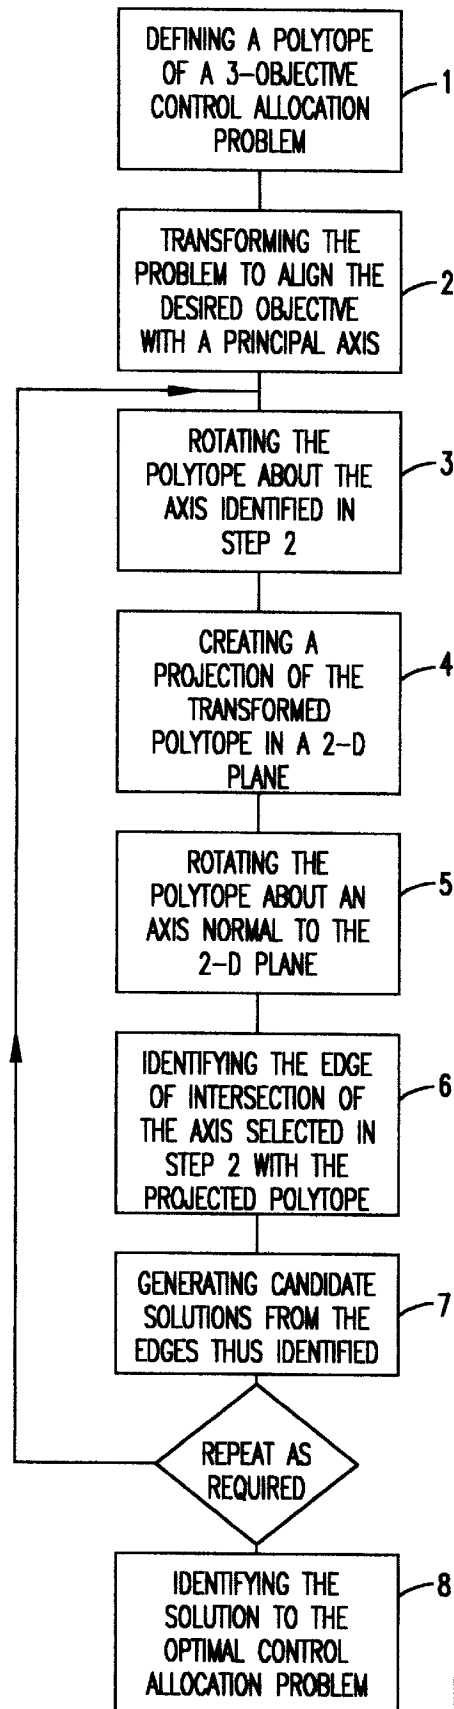 DEFINING A POLYTOPE
OF A 3-OBJECTIVE
CONTROL ALLOCATION
PROBLEM
1
TRANSFORMING THE
PROBLEM TO ALIGN THE
DESIRED OBJECTIVE
WITH A PRINCIPAL AXIS
2
ROTATING THE
POLYTOPE ABOUT THE
AXIS IDENTIFIED IN
STEP 2
3
CREATING A
PROJECTION OF THE
TRANSFORMED
POLYTOPE IN A 2-D
PLANE
4
ROTATING THE
POLYTOPE ABOUT AN
AXIS NORMAL TO THE
2-D PLANE
5
IDENTIFYING THE EDGE
OF INTERSECTION OF
THE AXIS SELECTED IN
STEP 2 WITH THE
PROJECTED POLYTOPE
6
GENERATING CANDIDATE
SOLUTIONS FROM THE
EDGES THUS IDENTIFIED
7
REPEAT AS
REQUIRED
IDENTIFYING THE
SOLUTION TO THE
OPTIMAL CONTROL
ALLOCATION PROBLEM
8